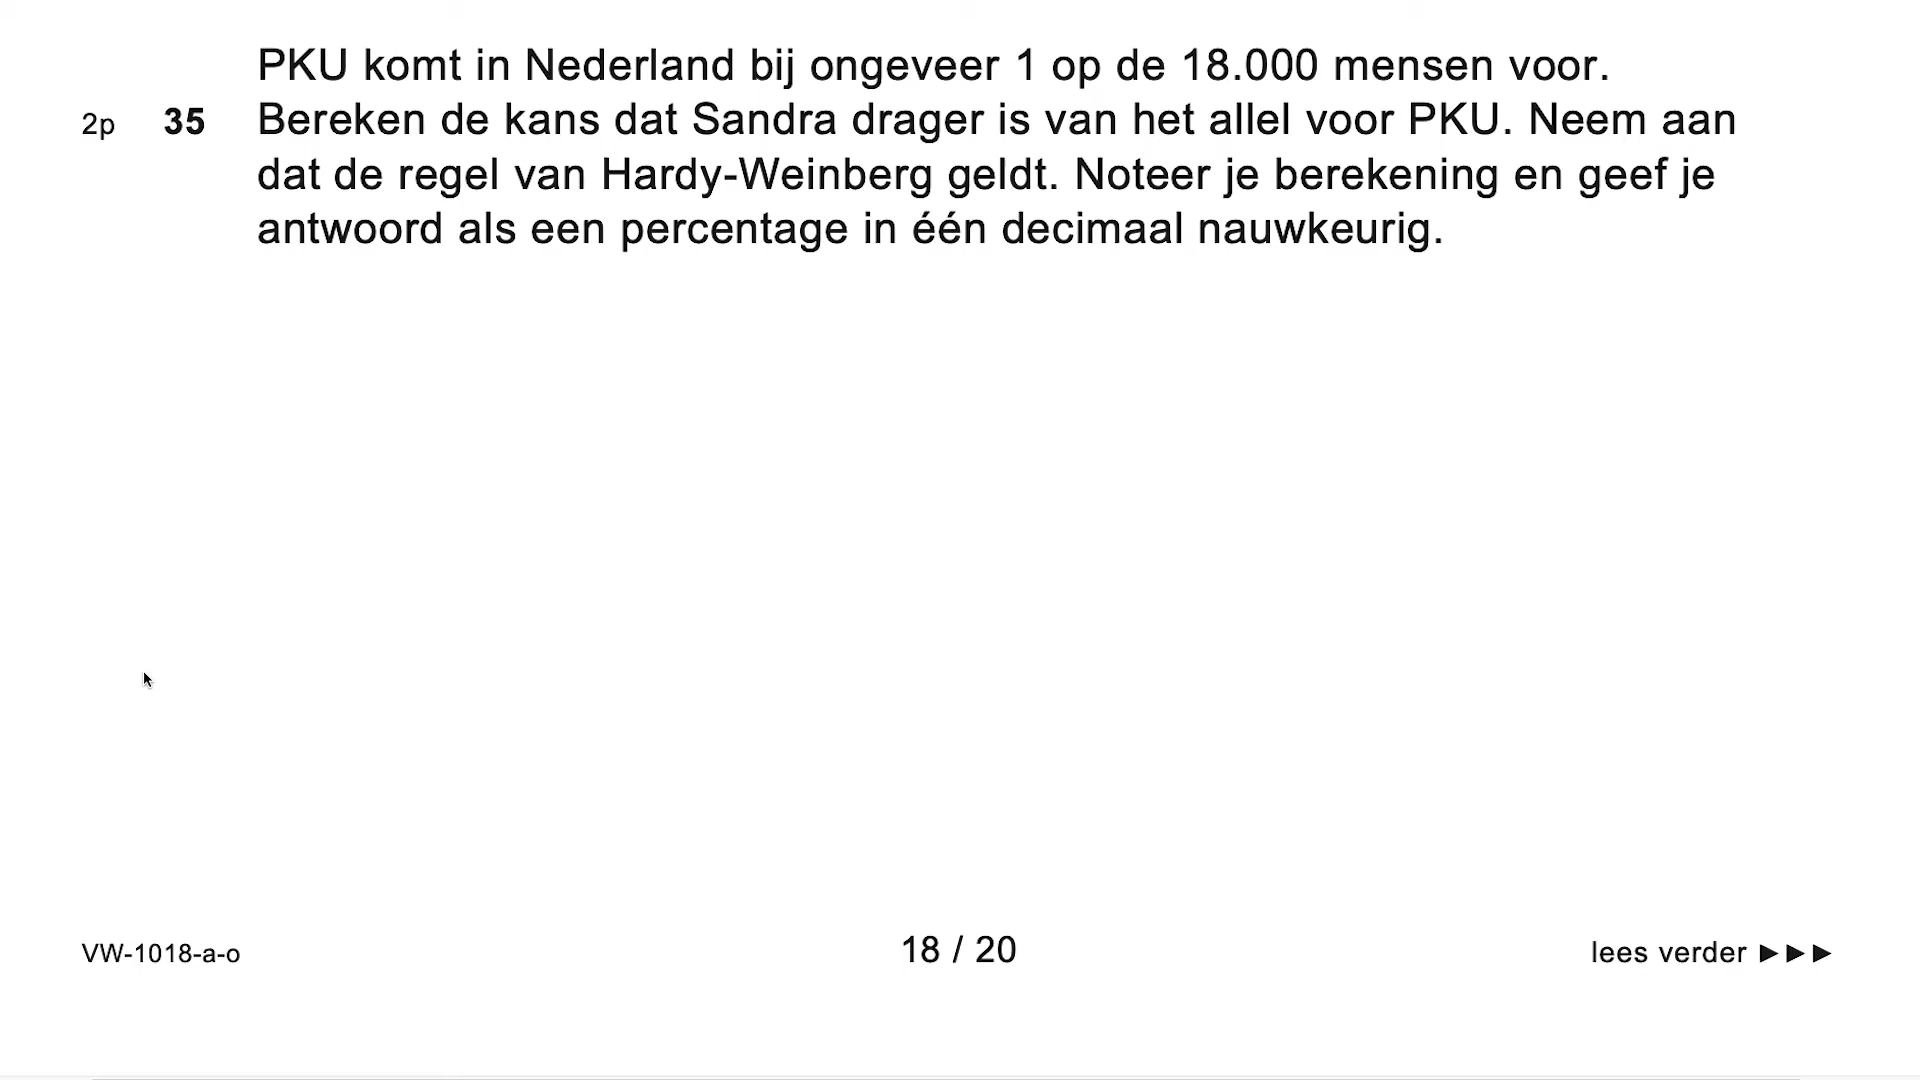 PKU komt in Nederland bij ongeveer 1 op de 18.000 mensen voor.
2p 35 Bereken de kans dat Sandra drager is van het allel voor PKU. Neem aan
dat de regel van Hardy-Weinberg geldt. Noteer je berekening en geef je
antwoord als een percentage in één decimaal nauwkeurig.
VW-1018-a-o 18 / 20 lees verder ►►►